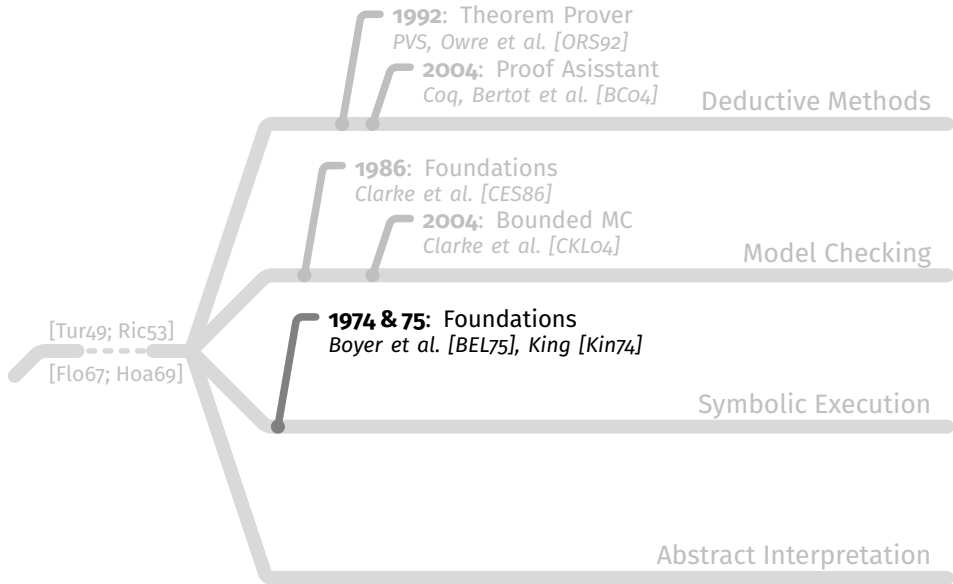 1992: Theorem Prover
PVS, Owre et al. [ORS92]
2004: Proof Asisstant
Coq, Bertot et al. [BC04]
Deductive Methods
1986: Foundations
Clarke et al. [CES86]
2004: Bounded MC
Clarke et al. [CKL04]
Model Checking
[Tur49; Ric53]
[Flo67; Hoa69]
1974 & 75: Foundations
Boyer et al. [BEL75], King [Kin74]
Symbolic Execution
Abstract Interpretation